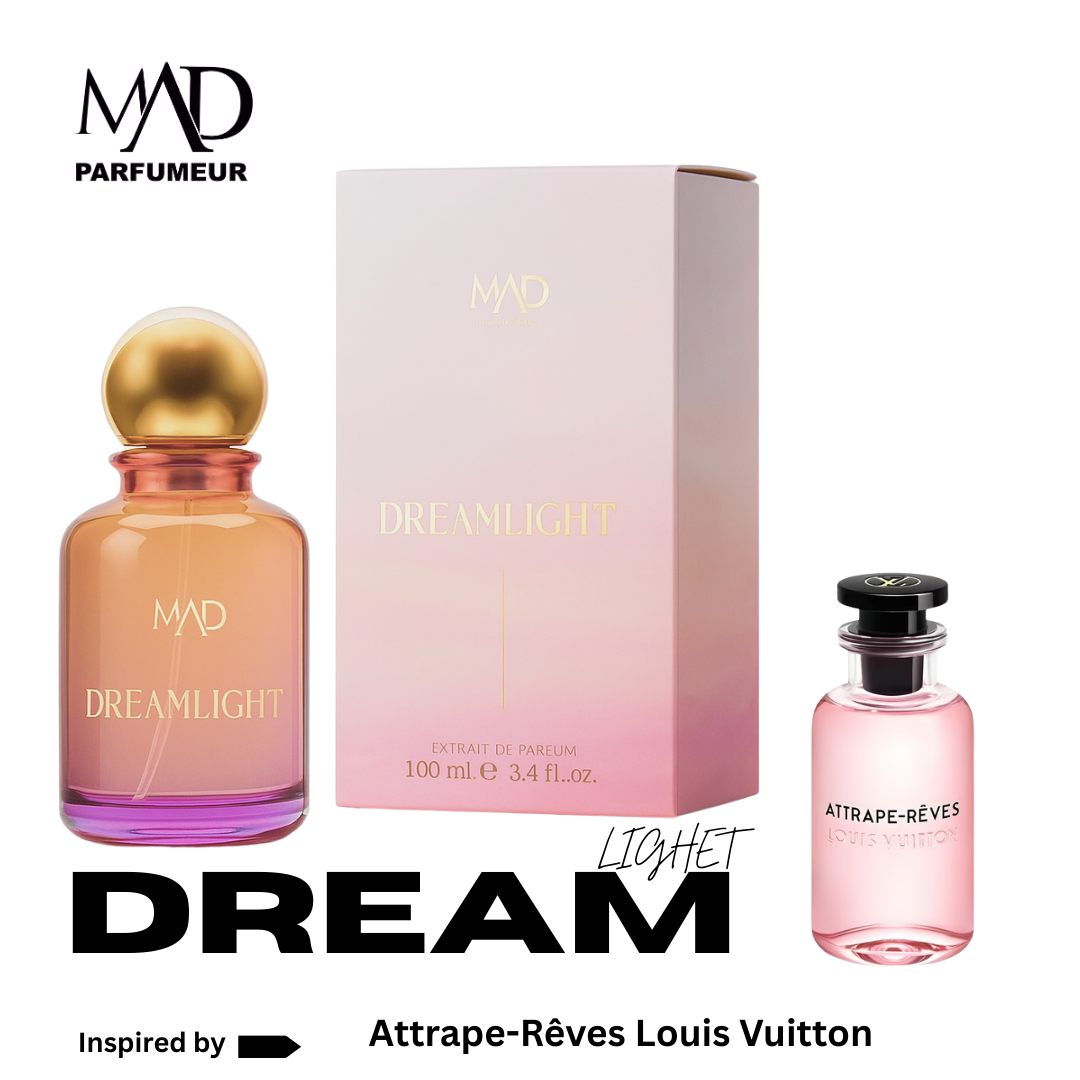 MAD
PARFUMEUR
MAD
DREAMLIGHT
EXTRAIT DE PAREUM
100 ml.e 3.4 fl..oz.
MAD
DREAMLIGHT
ATTRAPE-RÊVES
LOUIS VUITTON
LIGHET
DREAM
Inspired by
Attrape-Rêves Louis Vuitton